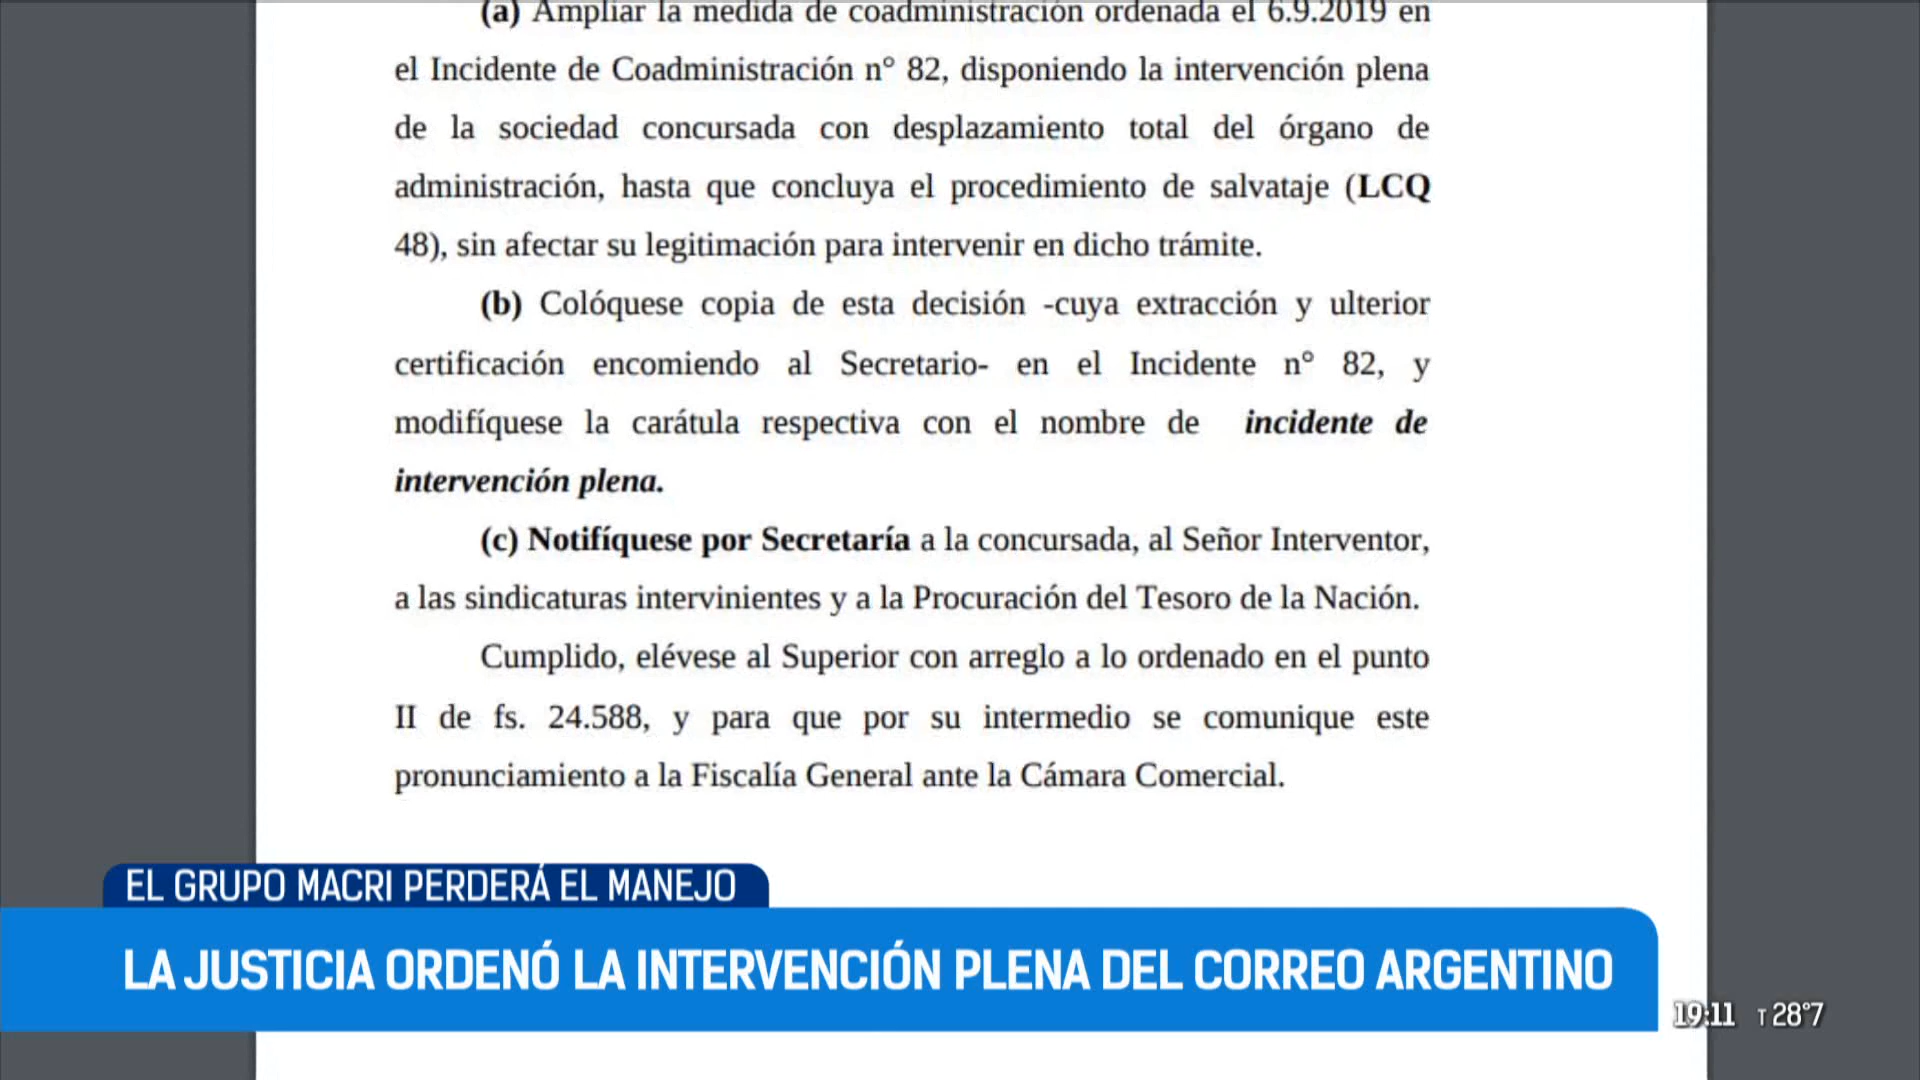 (a) Ampliar la medida de coadministración ordenada el 6.9.2019 en
el Incidente de Coadministración n° 82, disponiendo la intervención plena
de la sociedad concursada con desplazamiento total del órgano de
administración, hasta que concluya el procedimiento de salvataje (LCQ
48), sin afectar su legitimación para intervenir en dicho trámite.
(b) Colóquese copia de esta decisión -cuya extracción y ulterior
certificación encomiendo al Secretario- en el Incidente n° 82, y
modifíquese la carátula respectiva con el nombre de incidente de
intervención plena.
(c) Notifíquese por Secretaría a la concursada, al Señor Interventor,
a las sindicaturas intervinientes y a la Procuración del Tesoro de la Nación.
Cumplido, elévese al Superior con arreglo a lo ordenado en el punto
II de fs. 24.588, y para que por su intermedio se comunique este
pronunciamiento a la Fiscalía General ante la Cámara Comercial.
EL GRUPO MACRI PERDERÁ EL MANEJO
LA JUSTICIA ORDENÓ LA INTERVENCIÓN PLENA DEL CORREO ARGENTINO
19:11 T 28°7